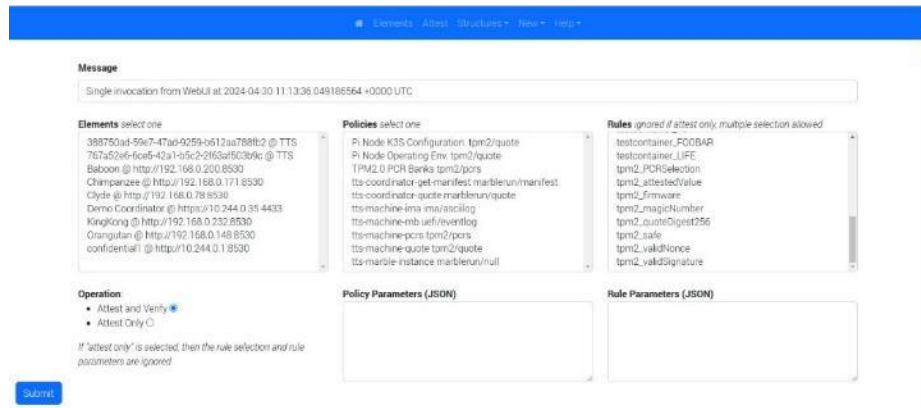 Elements Attest Structures New Help
Message
Single invocation from WebUI at 2024-04-30 11:13:36.049186564 +0000 UTC
Elements select one
388750ad-59e7-47ad-9259-b612aa788fb2 @ TTS
767a52e6-6ce5-42a1-b5c2-2f63af503b9c @ TTS
Baboon @ http://192.168.0.200:8530
Chimpanzee @ http://192.168.0.171:8530
Clyde @ http://192.168.0.78:8530
Demo Coordinator @ https://10.244.0.35:4433
KingKong @ http://192.168.0.232:8530
Orangutan @ http://192.168.0.148:8530
confidential1 @ http://10.244.0.1:8530
Policies select one
Pi Node K3S Configuration. tpm2/quote
Pi Node Operating Env. tpm2/quote
TPM2.0 PCR Banks tpm2/pcrs
tts-coordinator-get-manifest marblerun/manifest
tts-coordinator-quote marblerun/quote
tts-machine-ima ima/asciilog
tts-machine-mb uefi/eventlog
tts-machine-pcrs tpm2/pcrs
tts-machine-quote tpm2/quote
tts-marble-instance marblerun/null
Rules ignored if attest only, multiple selection allowed
testcontainer_FOOBAR
testcontainer_LIFE
tpm2_PCRSelection
tpm2_attestedValue
tpm2_firmware
tpm2_magicNumber
tpm2_quoteDigest256
tpm2_safe
tpm2_validNonce
tpm2_validSignature
Operation:
Attest and Verify
Attest Only
If "attest only" is selected, then the rule selection and rule
parameters are ignored
Policy Parameters (JSON)
Rule Parameters (JSON)
Submit